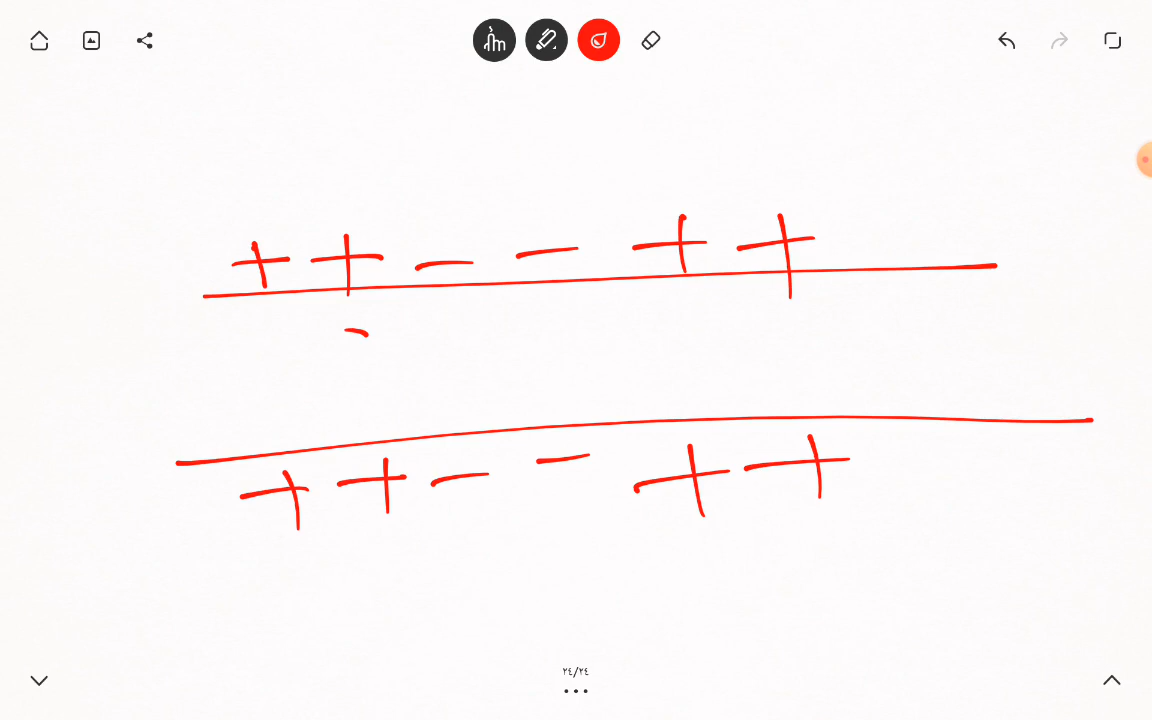 + + - - + +
-
+ + - - + +
٢٤/٢٤